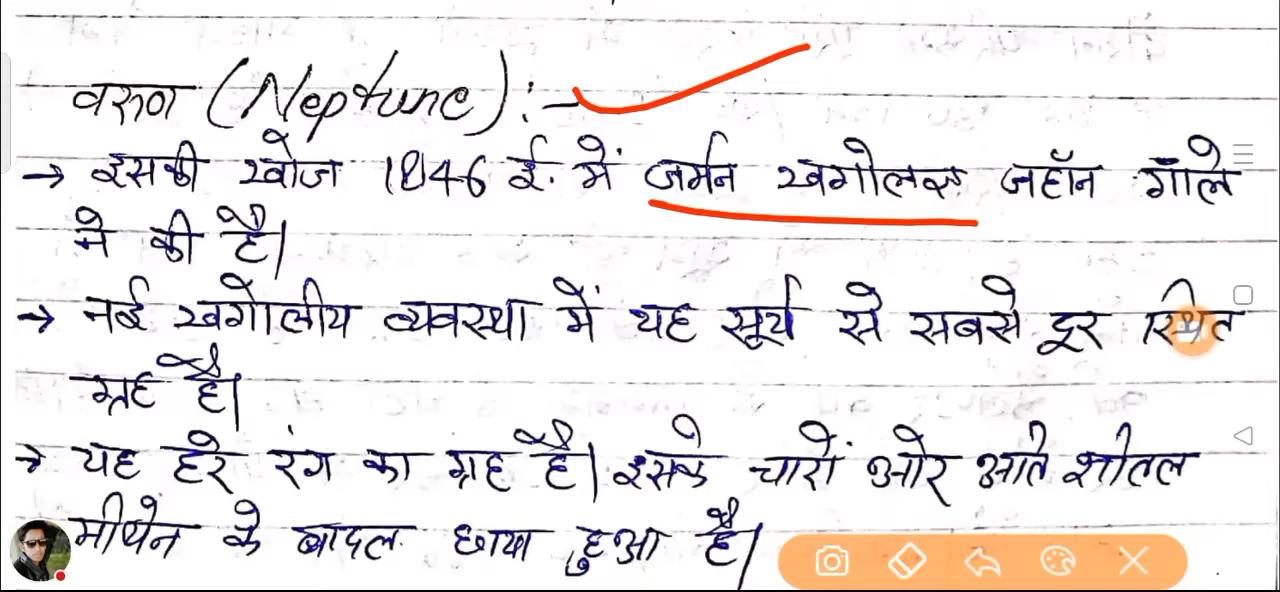 वरुण (Neptune) :-
→ इसकी खोज 1846 ई. में जर्मन खगोलज्ञ जहॉन गॉले
ने की है।
→ नई खगोलीय व्यवस्था में यह सूर्य से सबसे दूर स्थित
ग्रह है।
→ यह हरे रंग का ग्रह है। इसके चारों ओर अति शीतल
मीथेन के बादल छाया हुआ है।